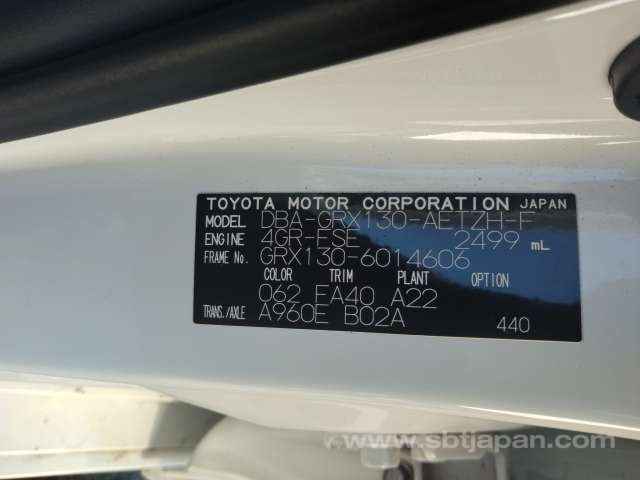 TOYOTA MOTOR CORPORATION JAPAN
MODEL DBA-GRX130-AETZH-F
ENGINE 4GR-FSE 2499 mL
FRAME No. GRX130-6014606
COLOR TRIM PLANT OPTION
062 FA40 A22
TRANS./AXLE A960E B02A
440
www.sbtjapan.com